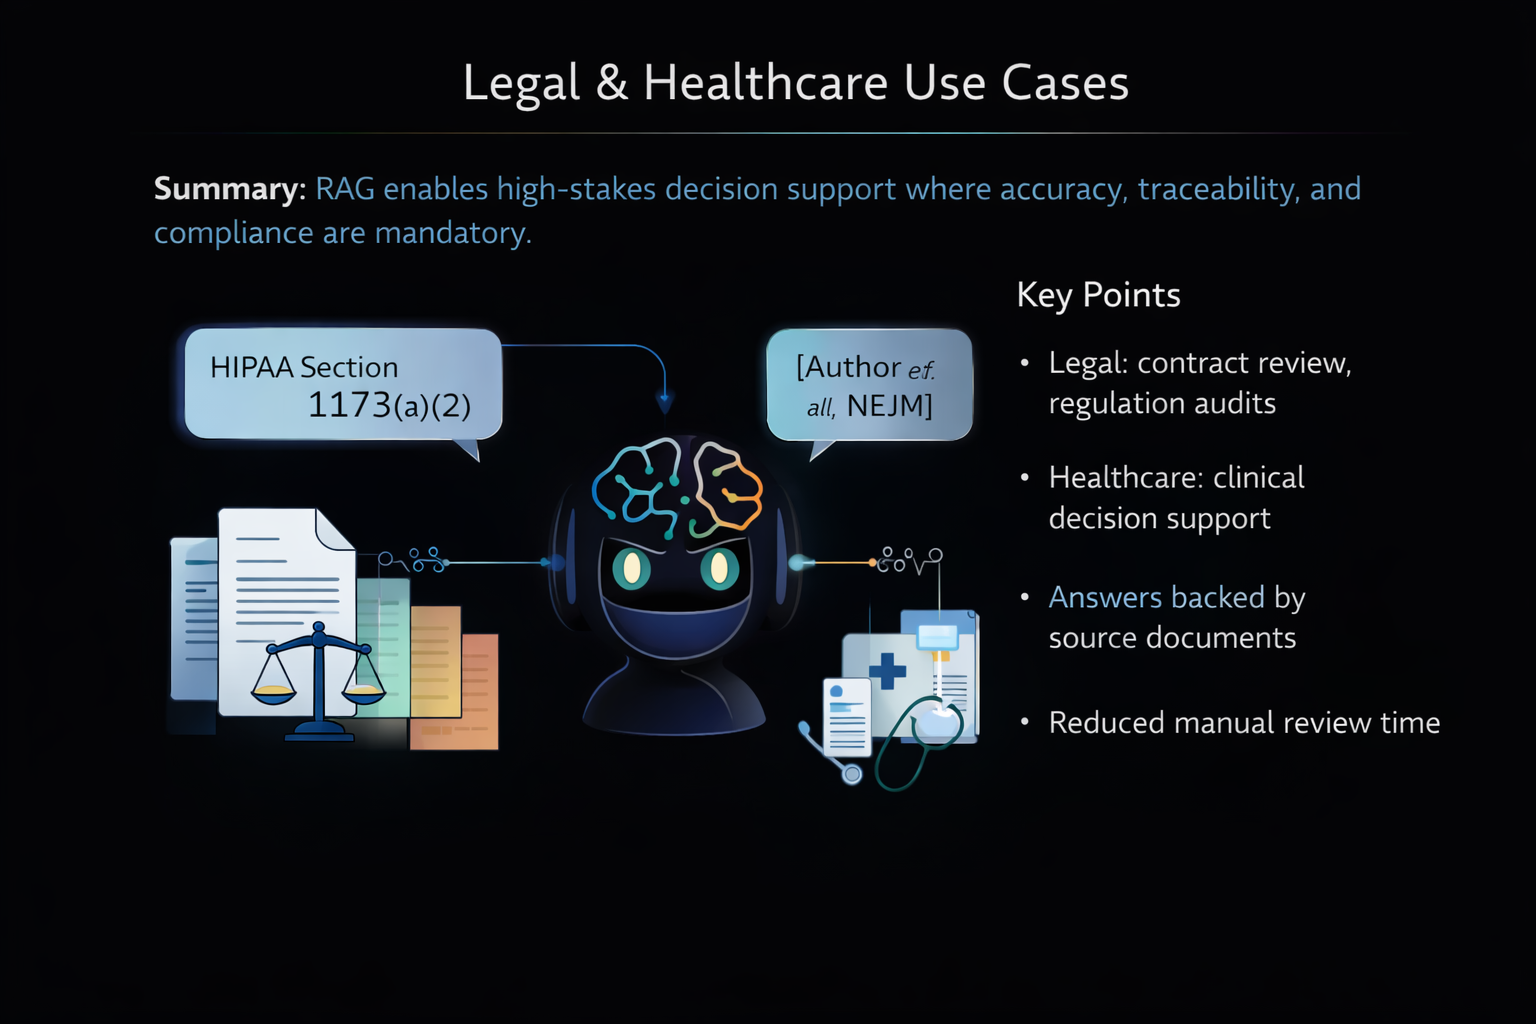 Legal & Healthcare Use Cases
Summary: RAG enables high-stakes decision support where accuracy, traceability, and
compliance are mandatory.
HIPAA Section
1173(a)(2)
[Author ef.
all, NEJM]
Key Points
• Legal: contract review,
regulation audits
• Healthcare: clinical
decision support
• Answers backed by
source documents
• Reduced manual review time